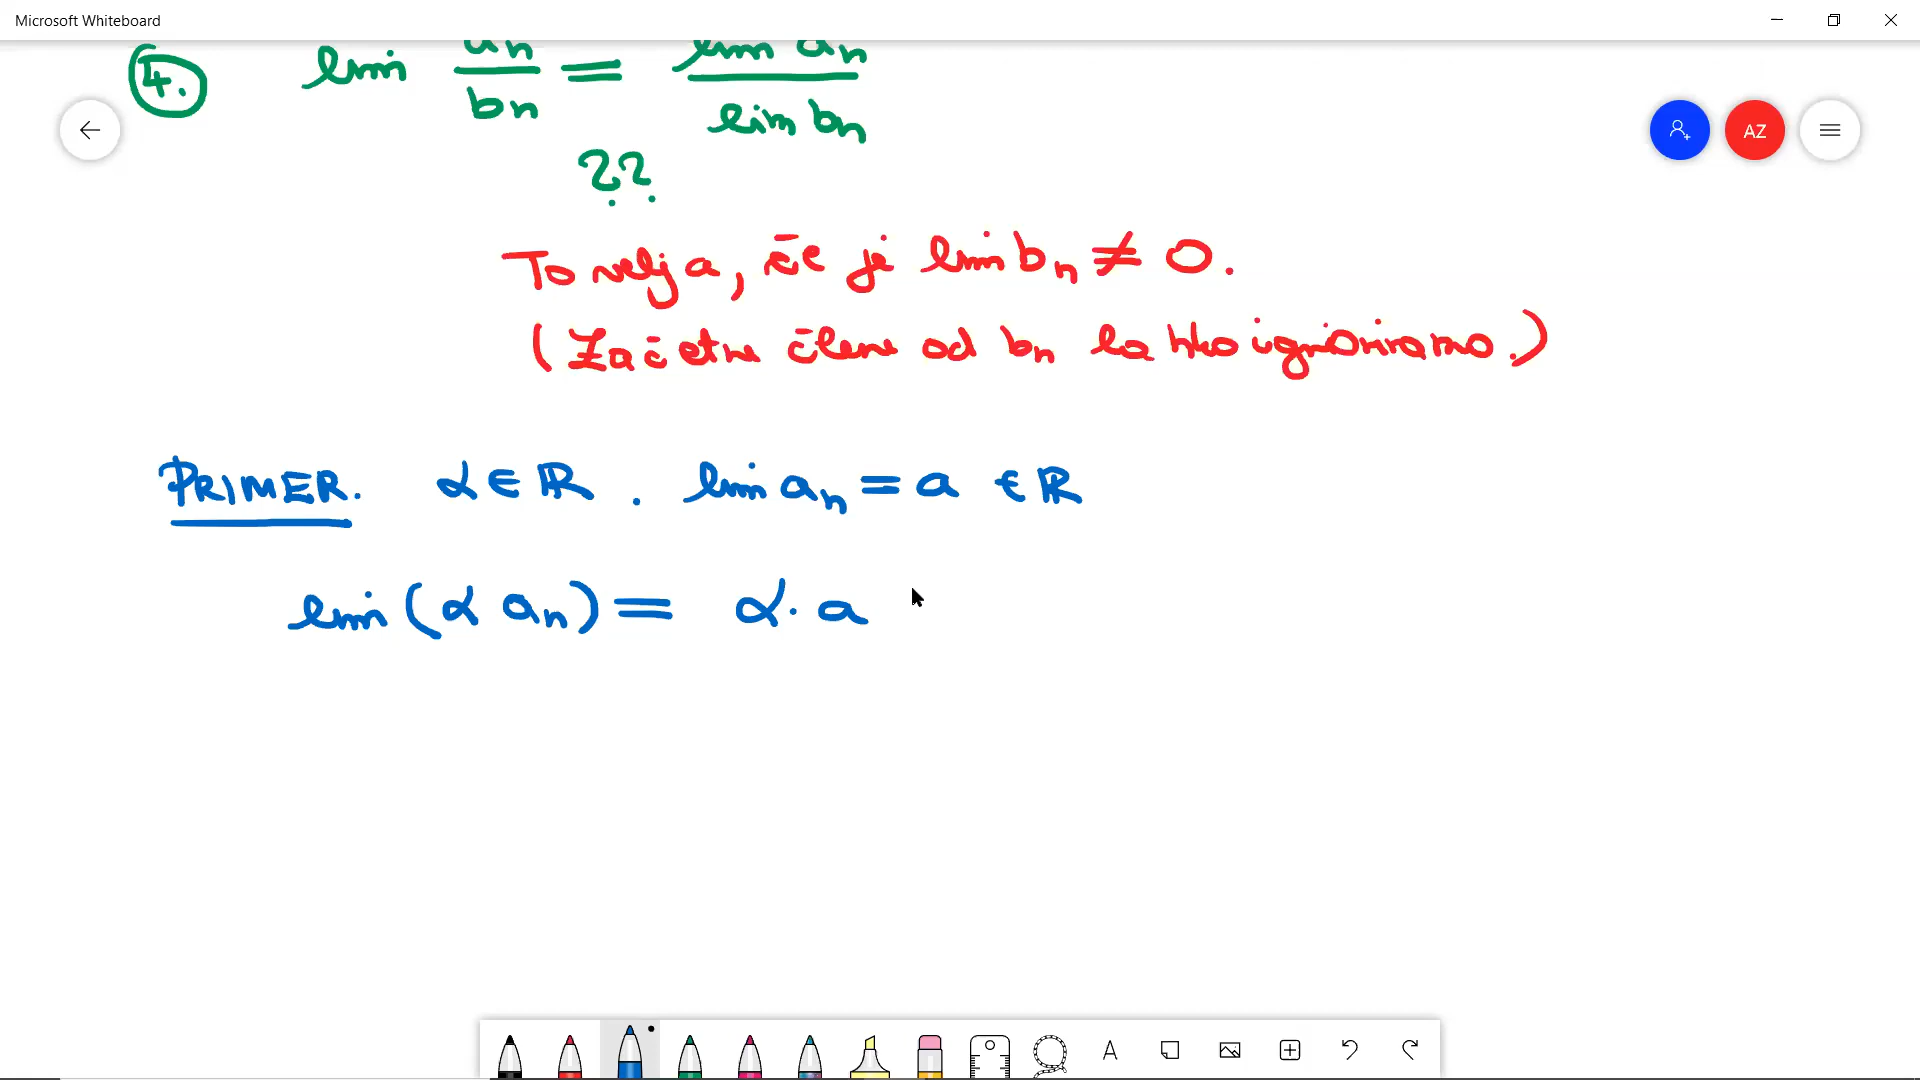 Microsoft Whiteboard
4. lim an/bn = lim an/lim bn
??
AZ
To velja, če je lim bn ≠ 0.
(Začetne člene od bn lahko ignoriramo.)
PRIMER. α ∈ ℝ. lim an = a ∈ ℝ
lim (α an) = α · a